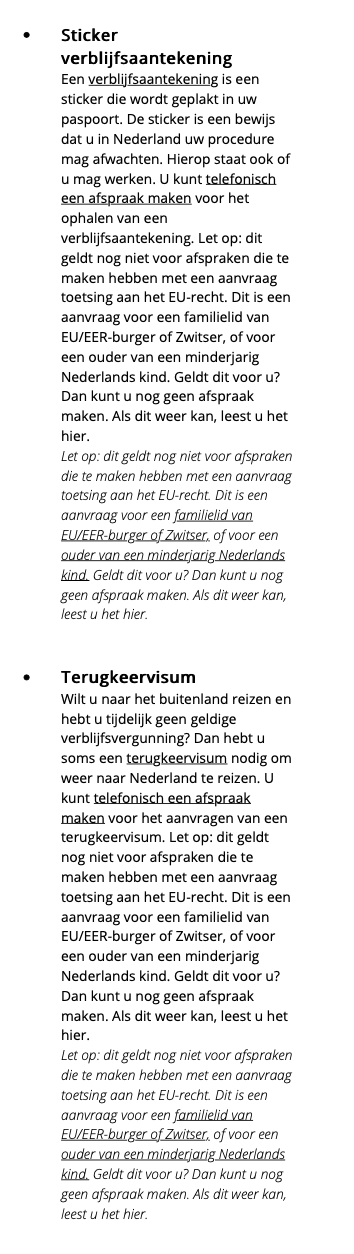 • Sticker
verblijfsaantekening
Een verblijfsaantekening is een
sticker die wordt geplakt in uw
paspoort. De sticker is een bewijs
dat u in Nederland uw procedure
mag afwachten. Hierop staat ook of
u mag werken. U kunt telefonisch
een afspraak maken voor het
ophalen van een
verblijfsaantekening. Let op: dit
geldt nog niet voor afspraken die te
maken hebben met een aanvraag
toetsing aan het EU-recht. Dit is een
aanvraag voor een familielid van
EU/EER-burger of Zwitser, of voor
een ouder van een minderjarig
Nederlands kind. Geldt dit voor u?
Dan kunt u nog geen afspraak
maken. Als dit weer kan, leest u het
hier.
Let op: dit geldt nog niet voor afspraken
die te maken hebben met een aanvraag
toetsing aan het EU-recht. Dit is een
aanvraag voor een familielid van
EU/EER-burger of Zwitser, of voor een
ouder van een minderjarig Nederlands
kind. Geldt dit voor u? Dan kunt u nog
geen afspraak maken. Als dit weer kan,
leest u het hier.
• Terugkeervisum
Wilt u naar het buitenland reizen en
hebt u tijdelijk geen geldige
verblijfsvergunning? Dan hebt u
soms een terugkeervisum nodig om
weer naar Nederland te reizen. U
kunt telefonisch een afspraak
maken voor het aanvragen van een
terugkeervisum. Let op: dit geldt
nog niet voor afspraken die te
maken hebben met een aanvraag
toetsing aan het EU-recht. Dit is een
aanvraag voor een familielid van
EU/EER-burger of Zwitser, of voor
een ouder van een minderjarig
Nederlands kind. Geldt dit voor u?
Dan kunt u nog geen afspraak
maken. Als dit weer kan, leest u het
hier.
Let op: dit geldt nog niet voor afspraken
die te maken hebben met een aanvraag
toetsing aan het EU-recht. Dit is een
aanvraag voor een familielid van
EU/EER-burger of Zwitser, of voor een
ouder van een minderjarig Nederlands
kind. Geldt dit voor u? Dan kunt u nog
geen afspraak maken. Als dit weer kan,
leest u het hier.